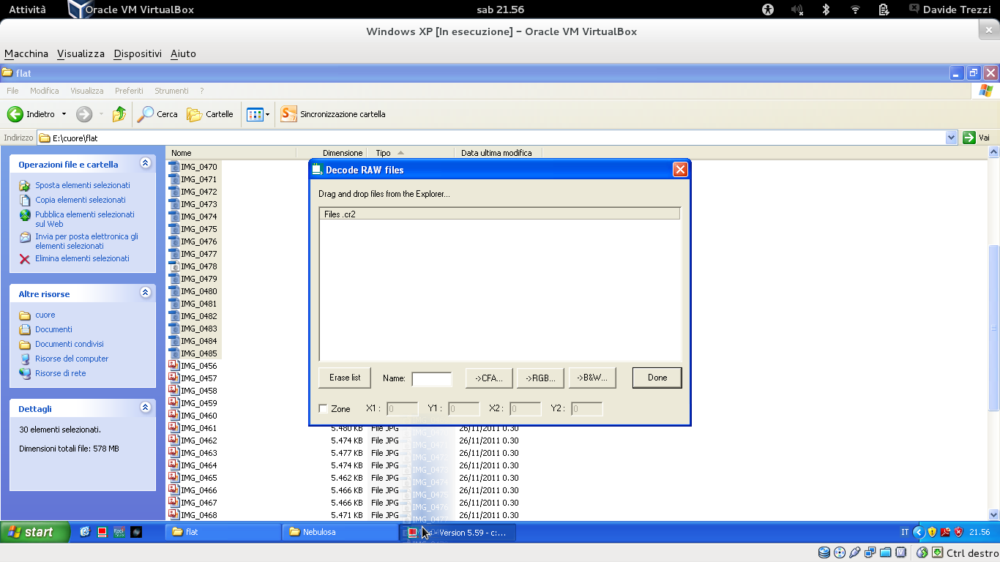 Attività Oracle VM VirtualBox sab 21.56 Davide Trezzi
Windows XP [In esecuzione] - Oracle VM VirtualBox
Macchina Visualizza Dispositivi Aiuto
flat
File Modifica Visualizza Preferiti Strumenti ?
Indietro Cerca Cartelle Sincronizzazione cartella
Indirizzo E:\cuore\flat Vai
Operazioni file e cartella
Sposta elementi selezionati
Copia elementi selezionati
Pubblica elementi selezionati
sul Web
Invia per posta elettronica gli
elementi selezionati
Elimina elementi selezionati
Altre risorse
cuore
Documenti
Documenti condivisi
Risorse del computer
Risorse di rete
Dettagli
30 elementi selezionati.
Dimensioni totali file: 578 MB
Nome Dimensione Tipo Data ultima modifica
IMG_0470
IMG_0471
IMG_0472
IMG_0473
IMG_0474
IMG_0475
IMG_0476
IMG_0477
IMG_0478
IMG_0479
IMG_0480
IMG_0481
IMG_0482
IMG_0483
IMG_0484
IMG_0485
IMG_0456
IMG_0457
IMG_0458
IMG_0459
IMG_0460
IMG_0461 5.480 KB File JPG 26/11/2011 0.30
IMG_0462 5.474 KB File JPG 26/11/2011 0.30
IMG_0463 5.477 KB File JPG 26/11/2011 0.30
IMG_0464 5.474 KB File JPG 26/11/2011 0.30
IMG_0465 5.462 KB File JPG 26/11/2011 0.30
IMG_0466 5.466 KB File JPG 26/11/2011 0.30
IMG_0467 5.466 KB File JPG 26/11/2011 0.30
IMG_0468 5.471 KB File JPG 26/11/2011 0.30
Decode RAW files
Drag and drop files from the Explorer...
Files .cr2
Erase list Name: ->CFA... ->RGB... ->B&W... Done
Zone X1 : 0 Y1 : 0 X2 : 0 Y2 : 0
IMG_0473
IMG_0474
IMG_0475
IMG_0476
start flat Nebulosa - Version 5.59 - c:... IT 21.56
Ctrl destro